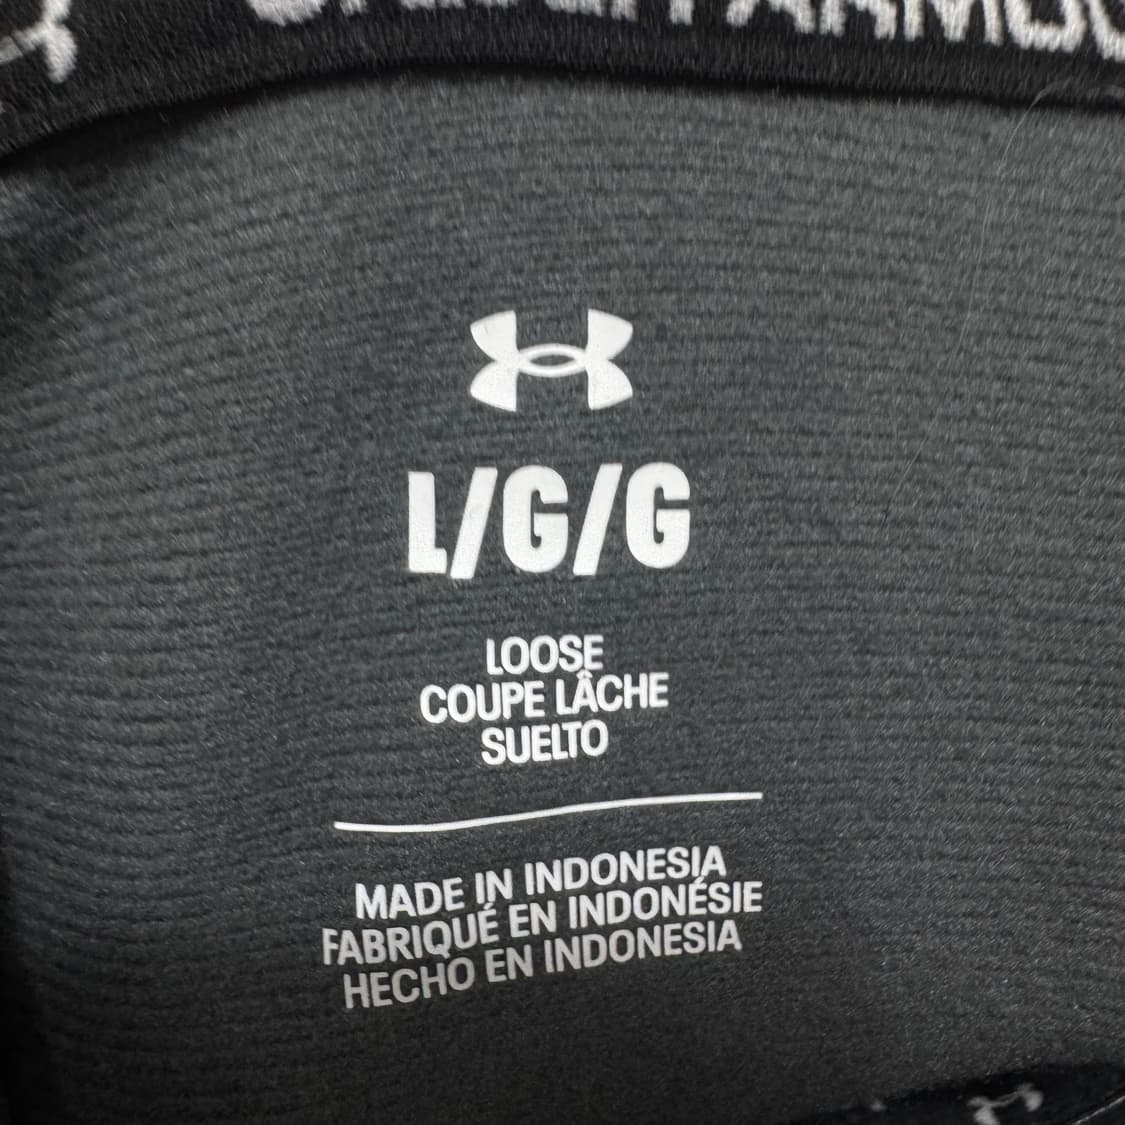 L/G/G
LOOSE
COUPE LÂCHE
SUELTO
MADE IN INDONESIA
FABRIQUÉ EN INDONÉSIE
HECHO EN INDONESIA